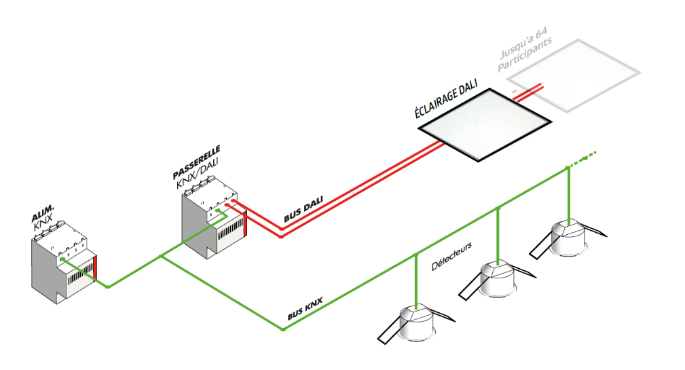 Jusqu'a 64
Participants
ÉCLAIRAGE DALI
PASSERELLE
KNX/DALI
ALIM.
KNX
BUS DALI
Détecteurs
BUS KNX